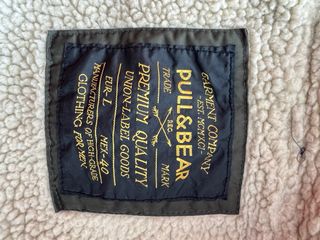 GARMENT COMPANY
-EST. MCMXCI-
PULL&BEAR
REG.
TRADE MARK
PREMIUM QUALITY
UNION-LABEL GOODS
EUR-L MEX-40
MANUFACTURERS OF HIGH-GRADE
CLOTHING FOR MEN